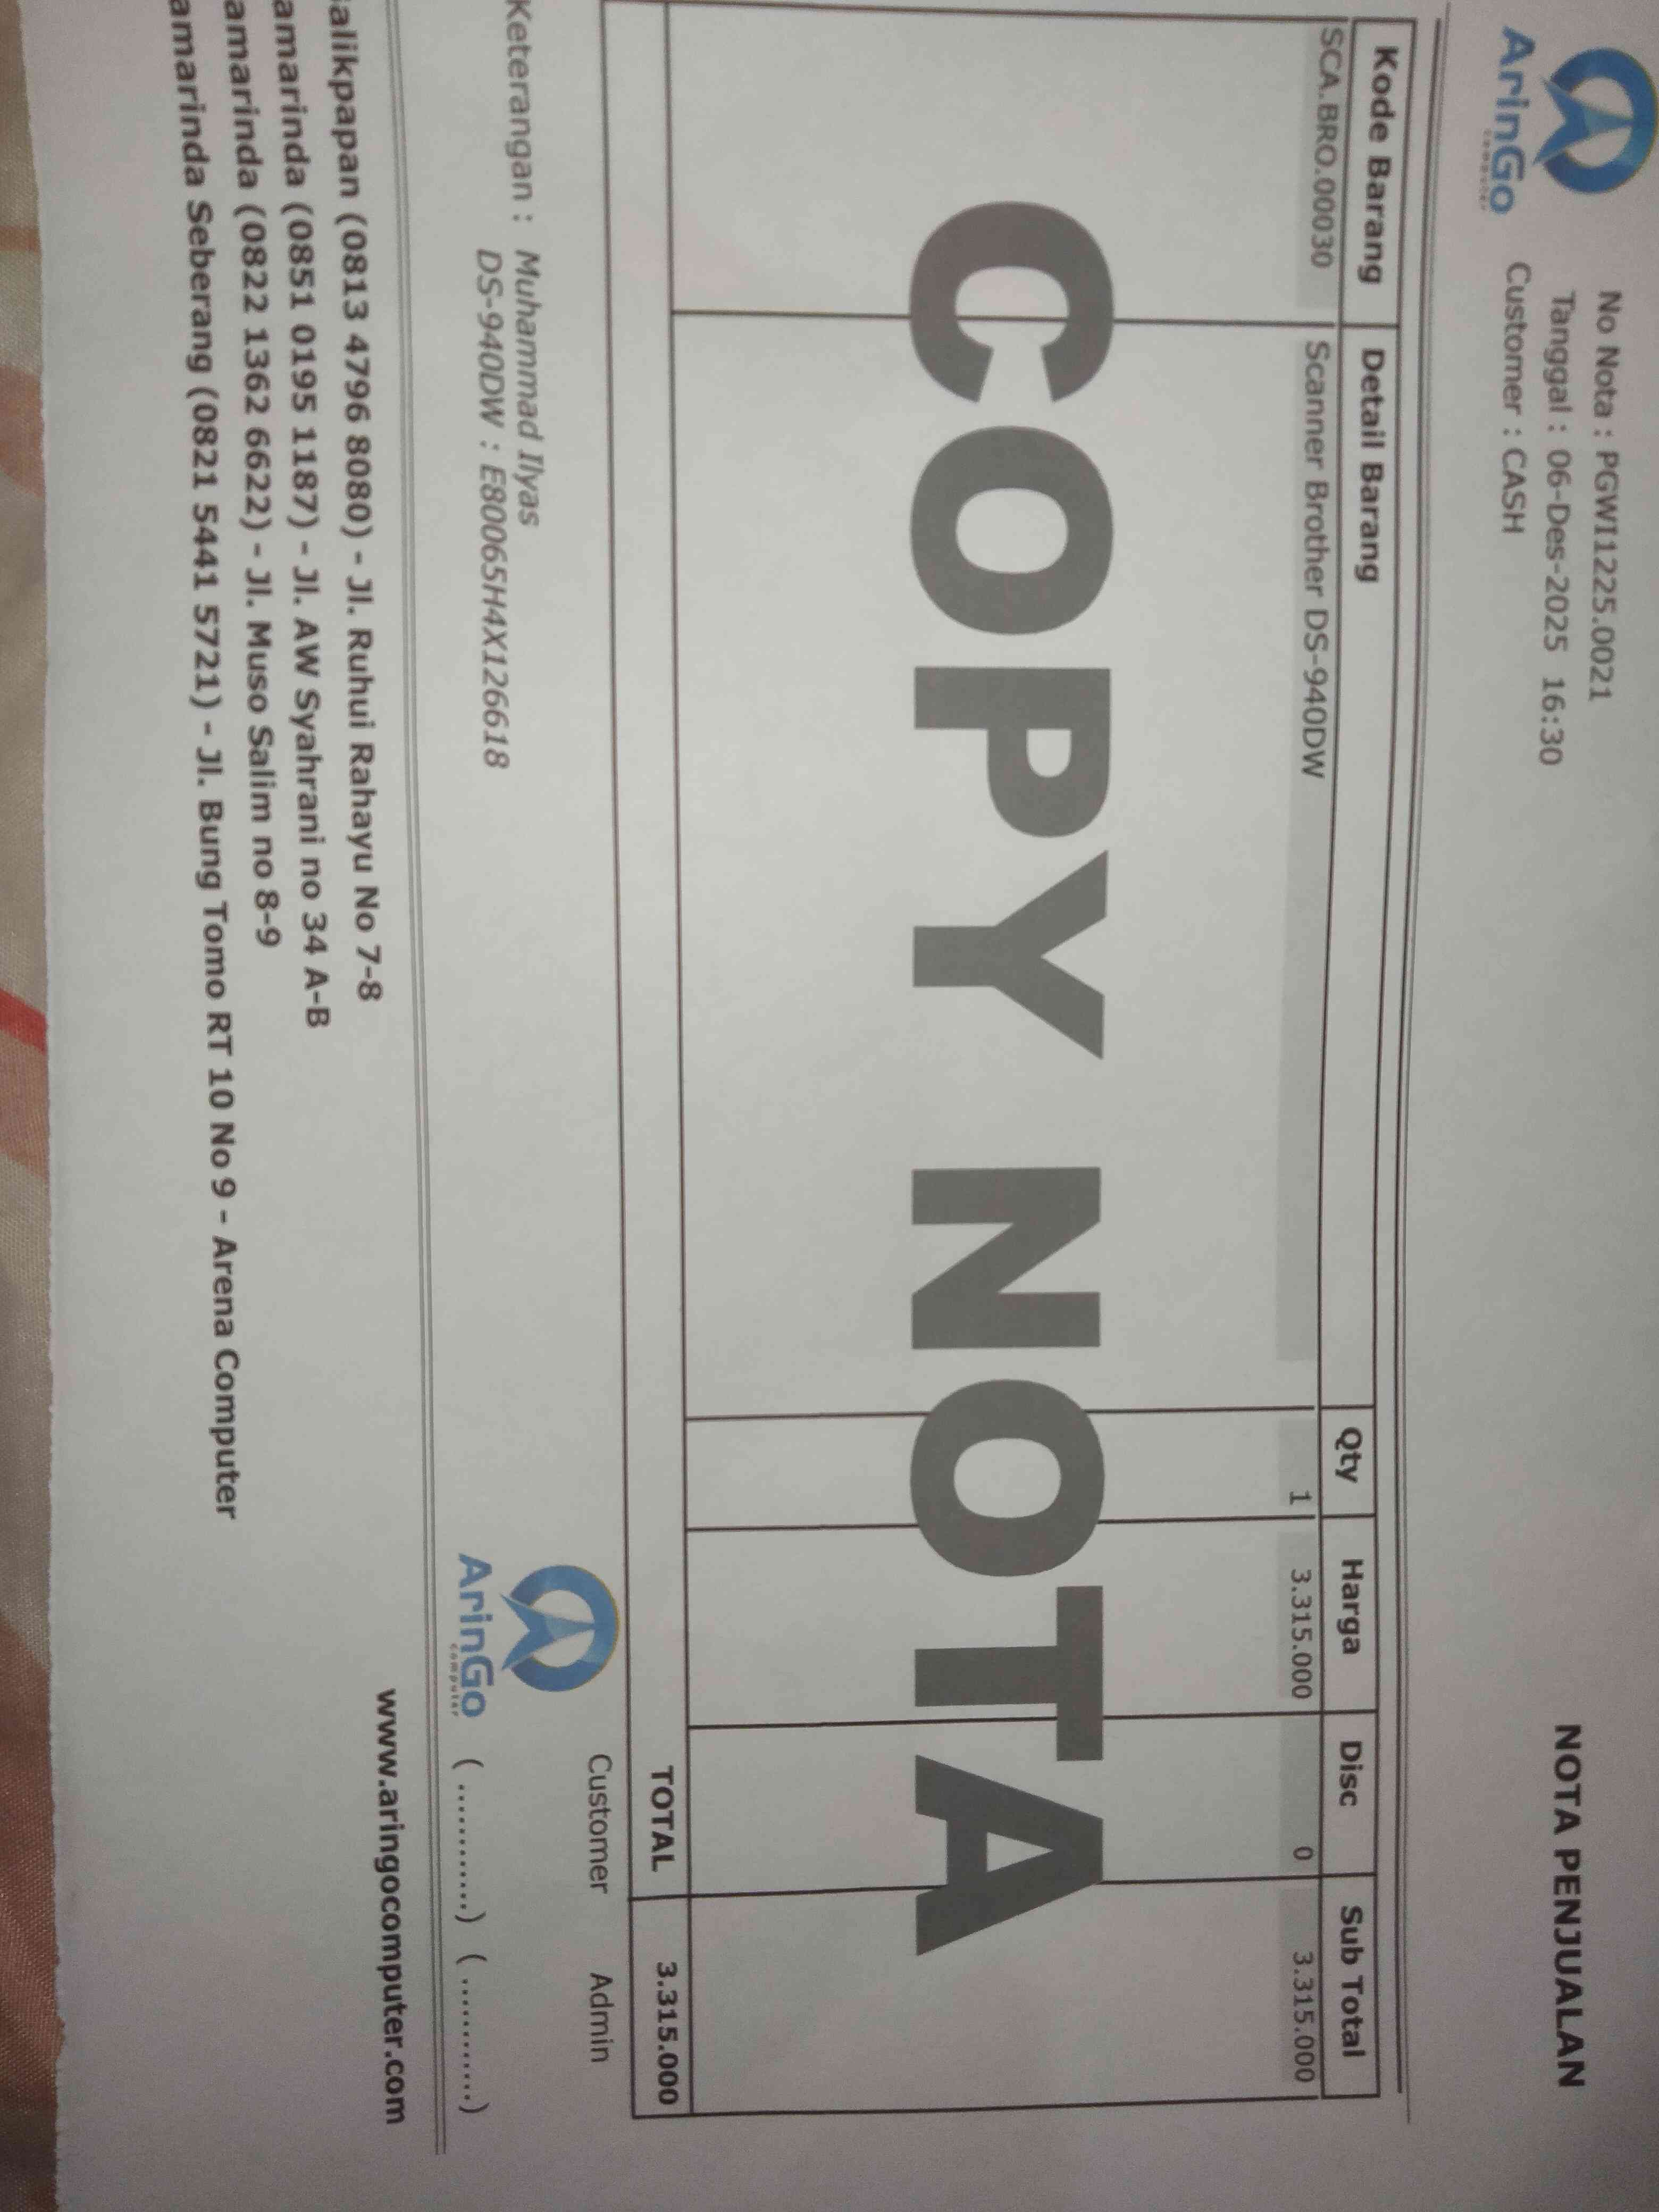 ArinGo
computer
No Nota : PGWI1225.0021
Tanggal : 06-Des-2025 16:30
Customer : CASH
NOTA PENJUALAN
Kode Barang Detail Barang Qty Harga Disc Sub Total
SCA.BRO.00030 Scanner Brother DS-940DW 1 3.315.000 0 3.315.000
COPY NOTA
TOTAL 3.315.000
Keterangan : Muhammad Ilyas
DS-940DW : E80065H4X126618
ArinGo
computer
Customer Admin
( ...........) ( ...........)
alikpapan (0813 4796 8080) - Jl. Ruhui Rahayu No 7-8
amarinda (0851 0195 1187) - Jl. AW Syahrani no 34 A-B
amarinda (0822 1362 6622) - Jl. Muso Salim no 8-9
amarinda Seberang (0821 5441 5721) - Jl. Bung Tomo RT 10 No 9 - Arena Computer
www.aringocomputer.com